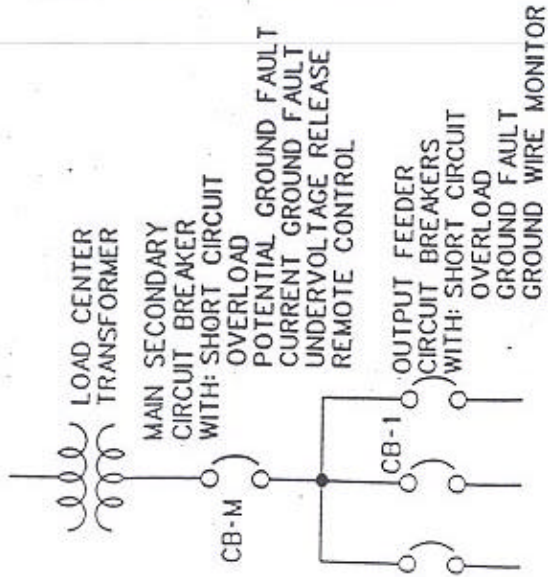 LOAD CENTER
TRANSFORMER
MAIN SECONDARY
CIRCUIT BREAKER
WITH: SHORT CIRCUIT
OVERLOAD
POTENTIAL GROUND FAULT
CURRENT GROUND FAULT
UNDERVOLTAGE RELEASE
REMOTE CONTROL
CB-M
OUTPUT FEEDER
CIRCUIT BREAKERS
WITH: SHORT CIRCUIT
OVERLOAD
GROUND FAULT
GROUND WIRE MONITOR
CB-1